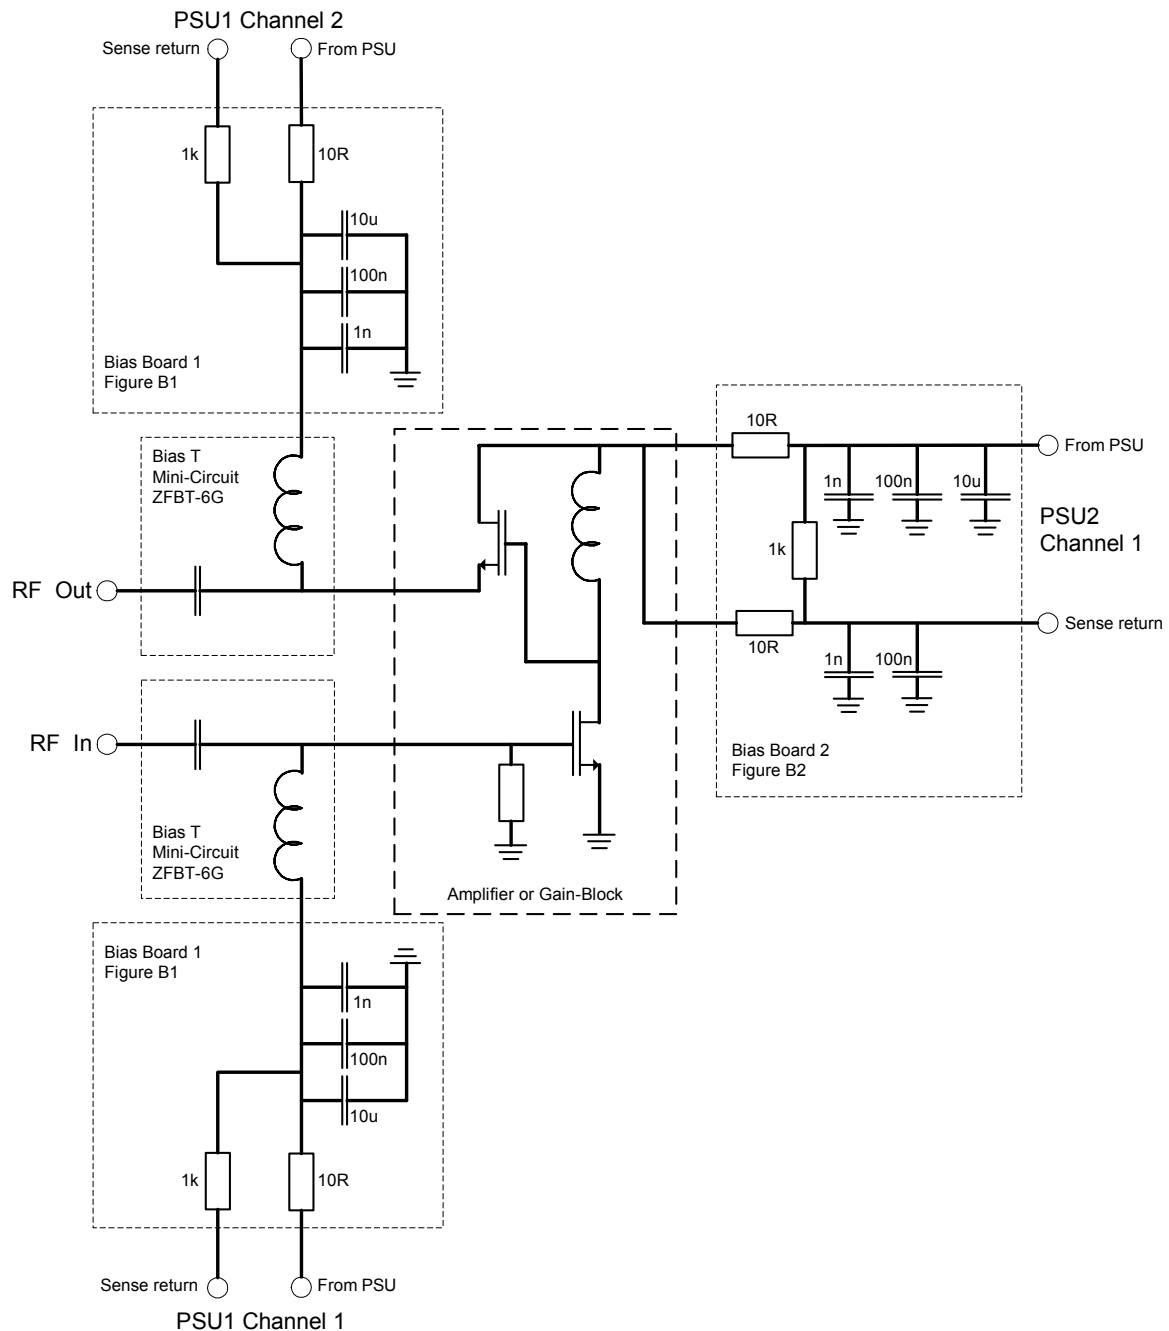 PSU1 Channel 2
Sense return
From PSU
1k
10R
10u
100n
1n
Bias Board 1
Figure B1
Bias T
Mini-Circuit
ZFBT-6G
RF Out
10R
From PSU
1n
100n
10u
PSU2
Channel 1
1k
Sense return
10R
1n
100n
Bias Board 2
Figure B2
RF In
Bias T
Mini-Circuit
ZFBT-6G
Amplifier or Gain-Block
Bias Board 1
Figure B1
1n
100n
10u
1k
10R
Sense return
From PSU
PSU1 Channel 1